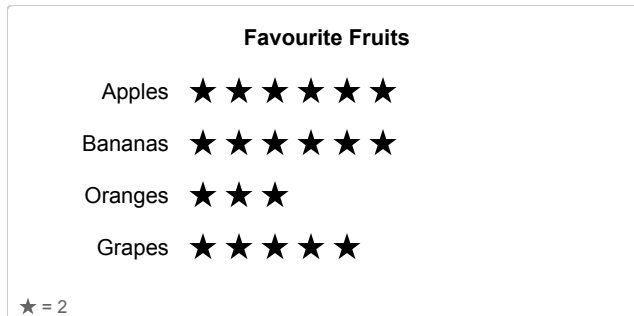 Favourite Fruits
Apples ★ ★ ★ ★ ★ ★
Bananas ★ ★ ★ ★ ★ ★
Oranges ★ ★ ★
Grapes ★ ★ ★ ★ ★
★ = 2